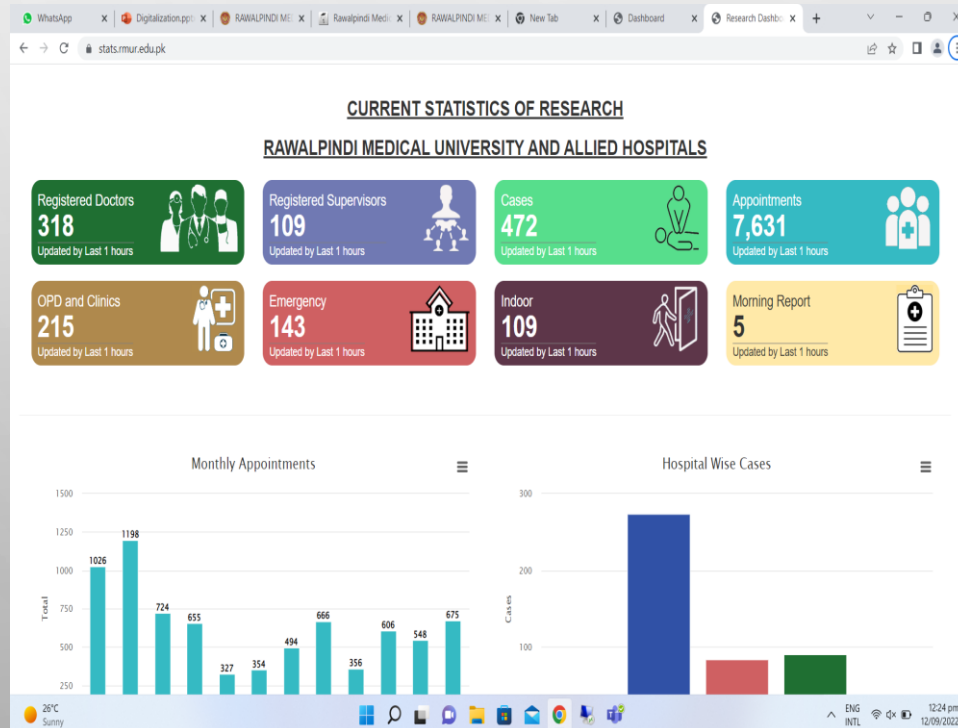 WhatsApp
Digitalization.ppt
RAWALPINDI ME
Rawalpindi Medic
RAWALPINDI ME
New Tab
Dashboard
Research Dashbo
stats.rmur.edu.pk
CURRENT STATISTICS OF RESEARCH
RAWALPINDI MEDICAL UNIVERSITY AND ALLIED HOSPITALS
Registered Doctors
318
Updated by Last 1 hours
Registered Supervisors
109
Updated by Last 1 hours
Cases
472
Updated by Last 1 hours
Appointments
7,631
Updated by Last 1 hours
OPD and Clinics
215
Updated by Last 1 hours
Emergency
143
Updated by Last 1 hours
Indoor
109
Updated by Last 1 hours
Morning Report
5
Updated by Last 1 hours
Monthly Appointments
Total
1500
1250
1000
750
500
250
1026
1198
724
655
327
354
494
666
356
606
548
675
Hospital Wise Cases
Cases
300
200
100
26°C
Sunny
ENG
INTL
12:24 pm
12/09/2022